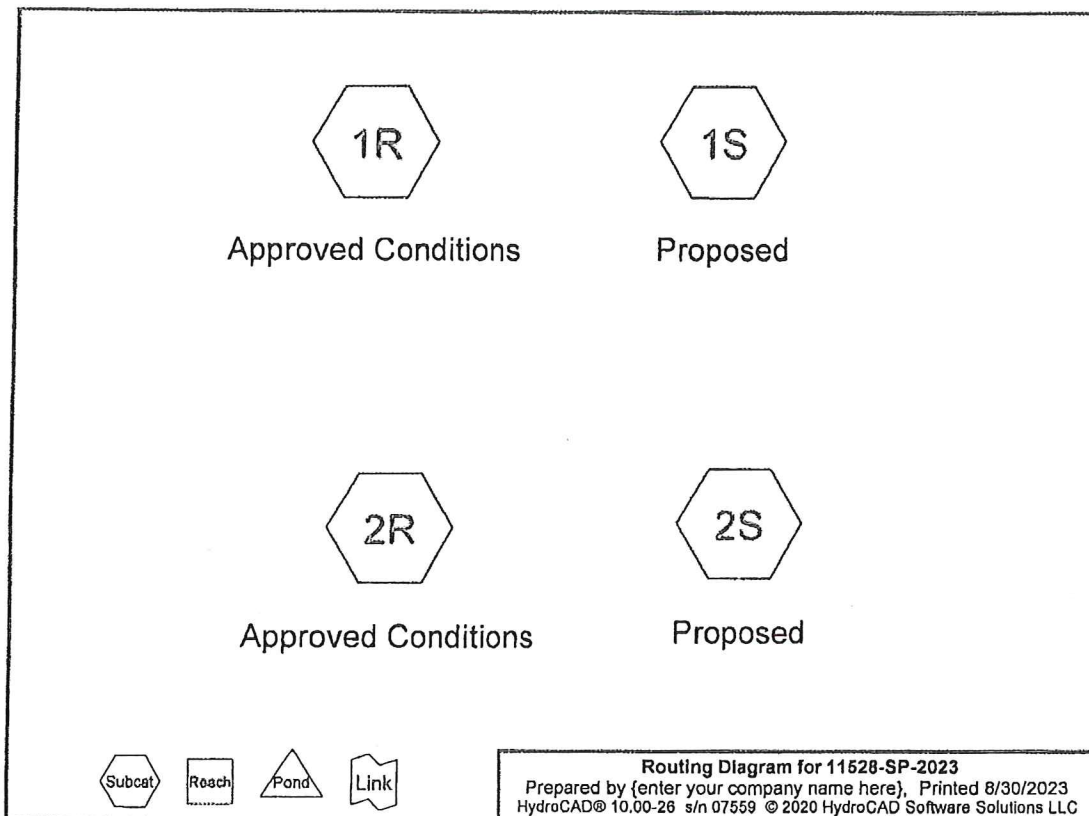 1R
1S
Approved Conditions
Proposed
2R
2S
Approved Conditions
Proposed
Subcat
Reach
Pond
Link
Routing Diagram for 11528-SP-2023
Prepared by {enter your company name here}, Printed 8/30/2023
HydroCAD® 10.00-26 s/n 07559 © 2020 HydroCAD Software Solutions LLC